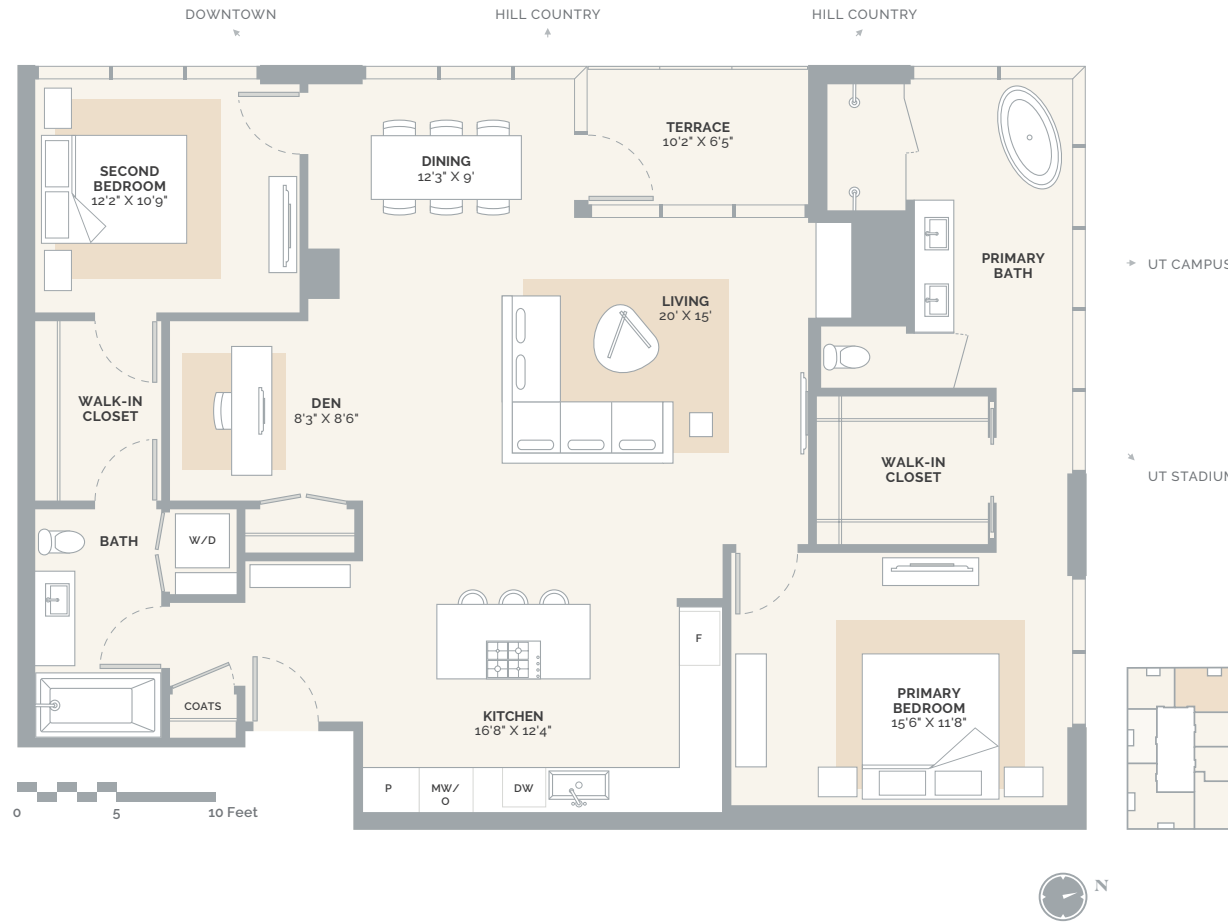 DOWNTOWN
HILL COUNTRY
HILL COUNTRY
TERRACE
10'2" X 6'5"
DINING
12'3" X 9'
SECOND
BEDROOM
12'2" X 10'9"
PRIMARY
BATH
UT CAMPUS
LIVING
20' X 15'
WALK-IN
CLOSET
DEN
8'3" X 8'6"
WALK-IN
CLOSET
UT STADIUM
BATH
W/D
F
COATS
KITCHEN
16'8" X 12'4"
PRIMARY
BEDROOM
15'6" X 11'8"
P
MW/
O
DW
0
5
10 Feet
N